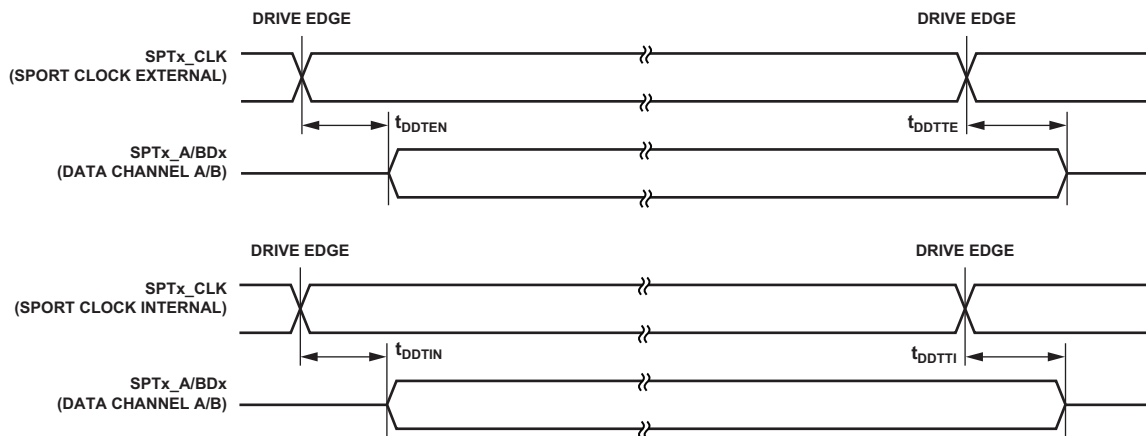 DRIVE EDGE
DRIVE EDGE
SPTx_CLK
(SPORT CLOCK EXTERNAL)
tDDTEN
tDDTTE
SPTx_A/BDx
(DATA CHANNEL A/B)
DRIVE EDGE
DRIVE EDGE
SPTx_CLK
(SPORT CLOCK INTERNAL)
tDDTIN
tDDTTI
SPTx_A/BDx
(DATA CHANNEL A/B)